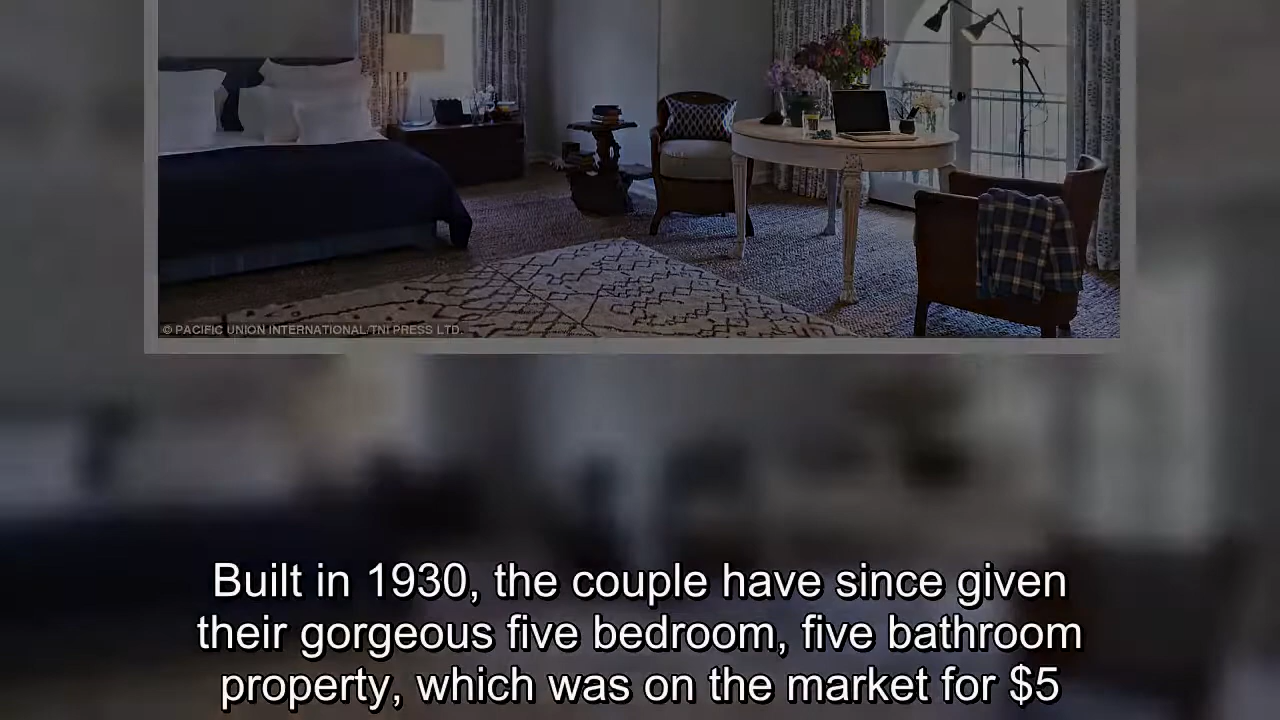 © PACIFIC UNION INTERNATIONAL/TNI PRESS LTD.
Built in 1930, the couple have since given
their gorgeous five bedroom, five bathroom
property, which was on the market for $5